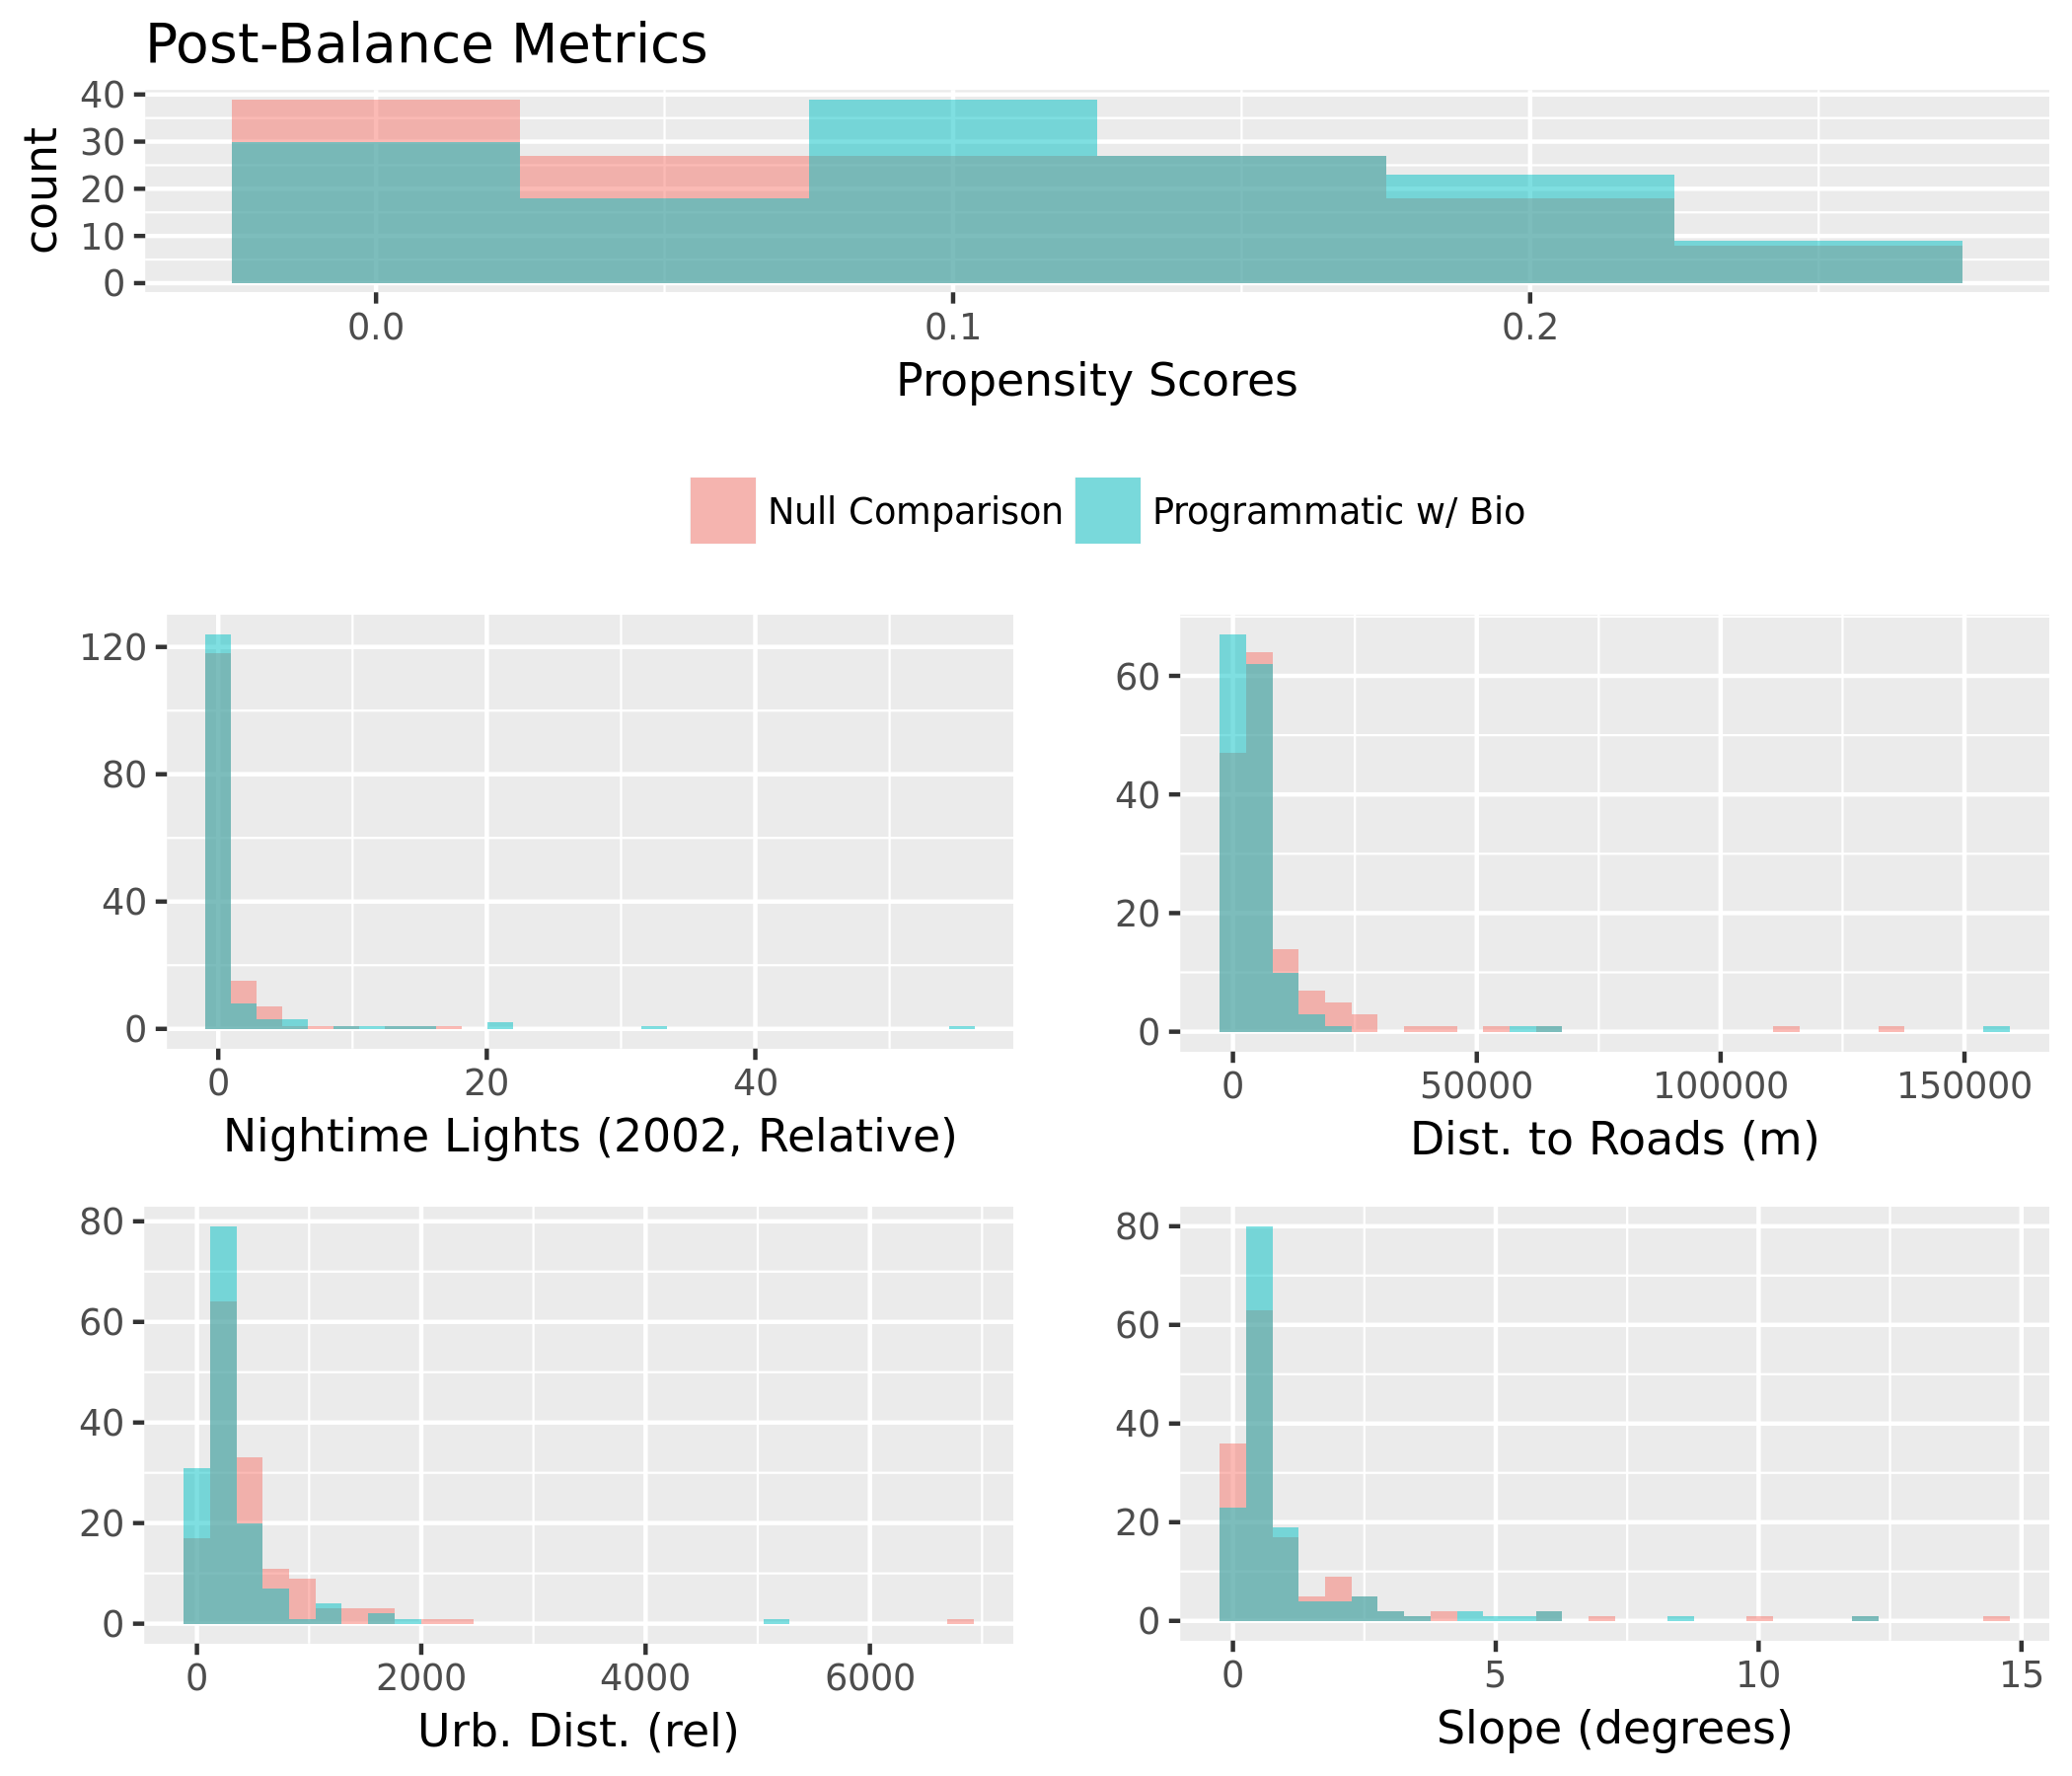 Post-Balance Metrics
count
40
30
20
10
0
0.0 0.1 0.2
Propensity Scores
Null Comparison Programmatic w/ Bio
120
80
40
0
0 20 40
Nightime Lights (2002, Relative)
60
40
20
0
0 50000 100000 150000
Dist. to Roads (m)
80
60
40
20
0
0 2000 4000 6000
Urb. Dist. (rel)
80
60
40
20
0
0 5 10 15
Slope (degrees)